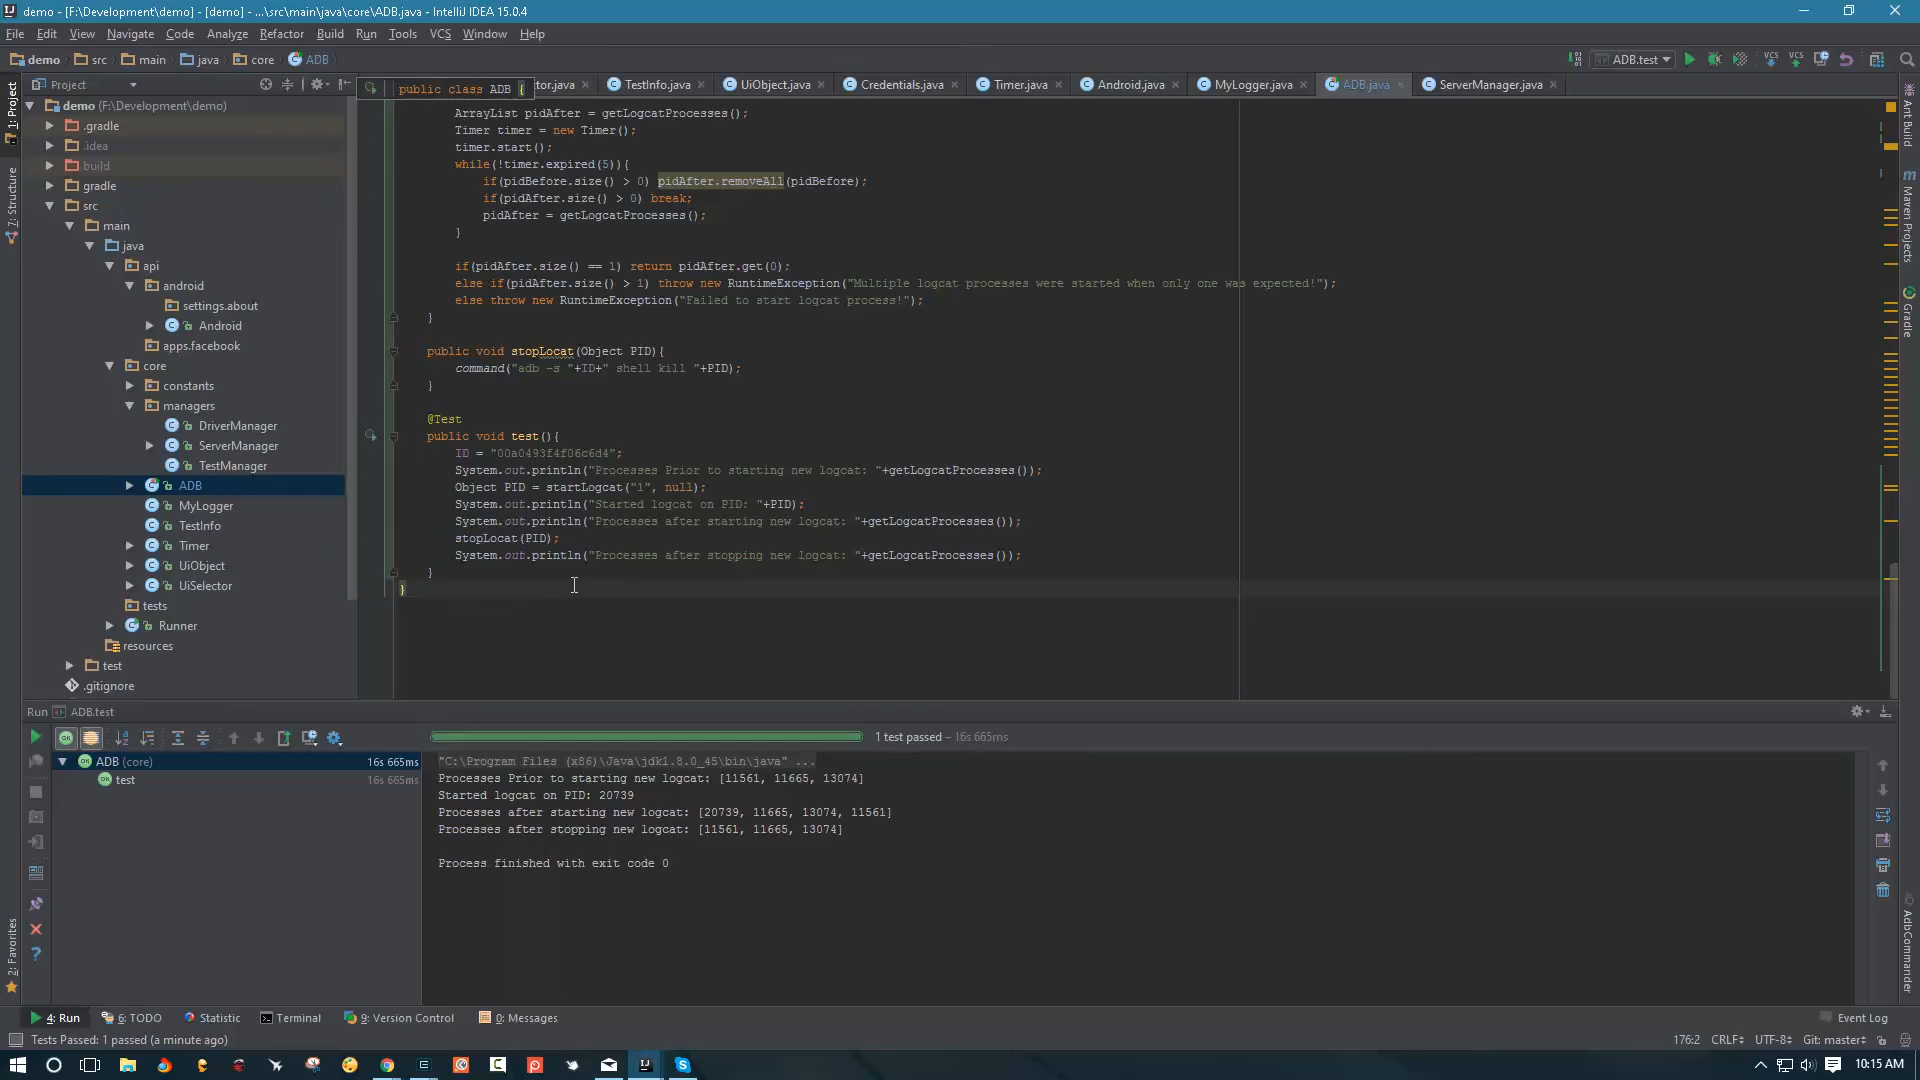 demo - [F:\Development\demo] - [demo] - ...\src\main\java\core\ADB.java - IntelliJ IDEA 15.0.4
File Edit View Navigate Code Analyze Refactor Build Run Tools VCS Window Help
demo src main java core ADB
ADB.test
VCS VCS
Project
public class ADB {
tor.java TestInfo.java UiObject.java Credentials.java Timer.java Android.java MyLogger.java ADB.java ServerManager.java
1: Project
7: Structure
2: Favorites
demo (F:\Development\demo)
.gradle
.idea
build
gradle
src
main
java
api
android
settings.about
Android
apps.facebook
core
constants
managers
DriverManager
ServerManager
TestManager
ADB
MyLogger
TestInfo
Timer
UiObject
UiSelector
tests
Runner
resources
test
.gitignore
ArrayList pidAfter = getLogcatProcesses();
Timer timer = new Timer();
timer.start();
while(!timer.expired(5)){
if(pidBefore.size() > 0) pidAfter.removeAll(pidBefore);
if(pidAfter.size() > 0) break;
pidAfter = getLogcatProcesses();
}
if(pidAfter.size() == 1) return pidAfter.get(0);
else if(pidAfter.size() > 1) throw new RuntimeException("Multiple logcat processes were started when only one was expected!");
else throw new RuntimeException("Failed to start logcat process!");
}
public void stopLocat(Object PID){
command("adb -s "+ID+" shell kill "+PID);
}
@Test
public void test(){
ID = "00a0493f4f06c6d4";
System.out.println("Processes Prior to starting new logcat: "+getLogcatProcesses());
Object PID = startLogcat("1", null);
System.out.println("Started logcat on PID: "+PID);
System.out.println("Processes after starting new logcat: "+getLogcatProcesses());
stopLocat(PID);
System.out.println("Processes after stopping new logcat: "+getLogcatProcesses());
}
}
Ant Build
Maven Projects
Gradle
AdbCommander
Run ADB.test
1 test passed – 16s 665ms
ADB (core) 16s 665ms
test 16s 665ms
"C:\Program Files (x86)\Java\jdk1.8.0_45\bin\java" ...
Processes Prior to starting new logcat: [11561, 11665, 13074]
Started logcat on PID: 20739
Processes after starting new logcat: [20739, 11665, 13074, 11561]
Processes after stopping new logcat: [11561, 11665, 13074]
Process finished with exit code 0
4: Run 6: TODO Statistic Terminal 9: Version Control 0: Messages Event Log
Tests Passed: 1 passed (a minute ago) 176:2 CRLF UTF-8 Git: master
10:15 AM